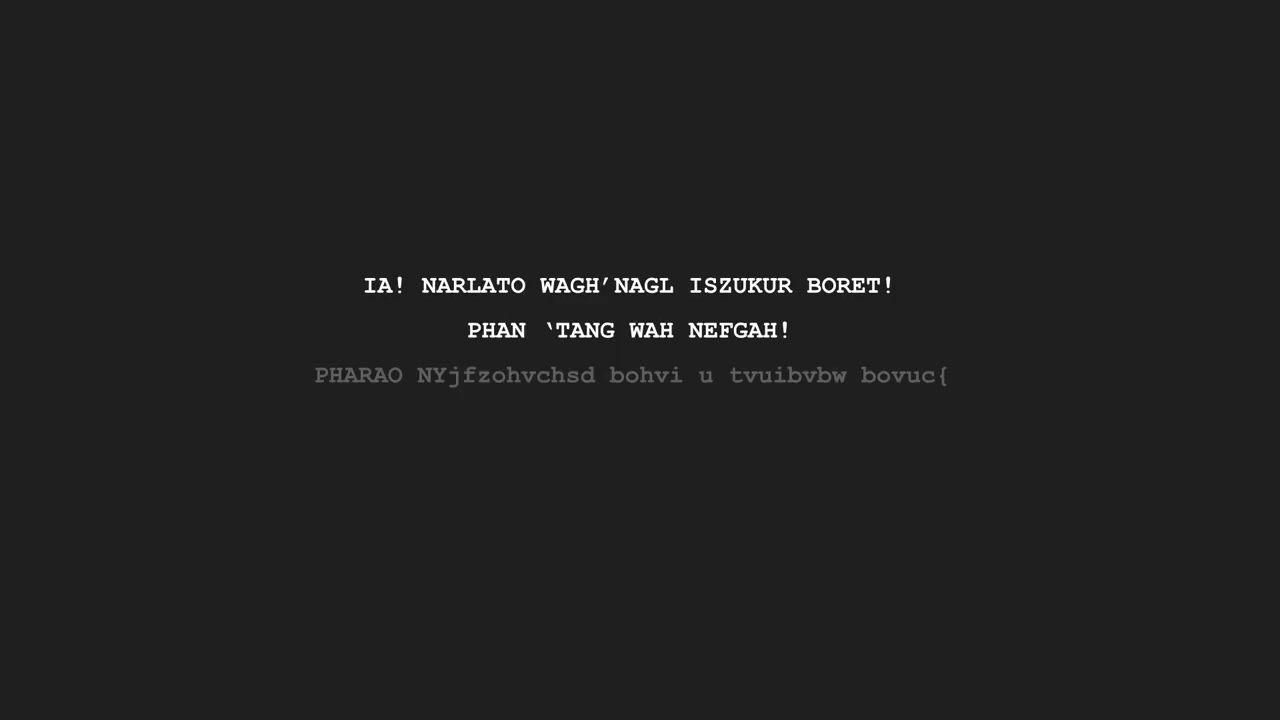 IA! NARLATO WAGH’NAGL ISZUKUR BORET!
PHAN ‘TANG WAH NEFGAH!
PHARAO NYjfzohvchsd bohvi u tvuibvbw bovuc{